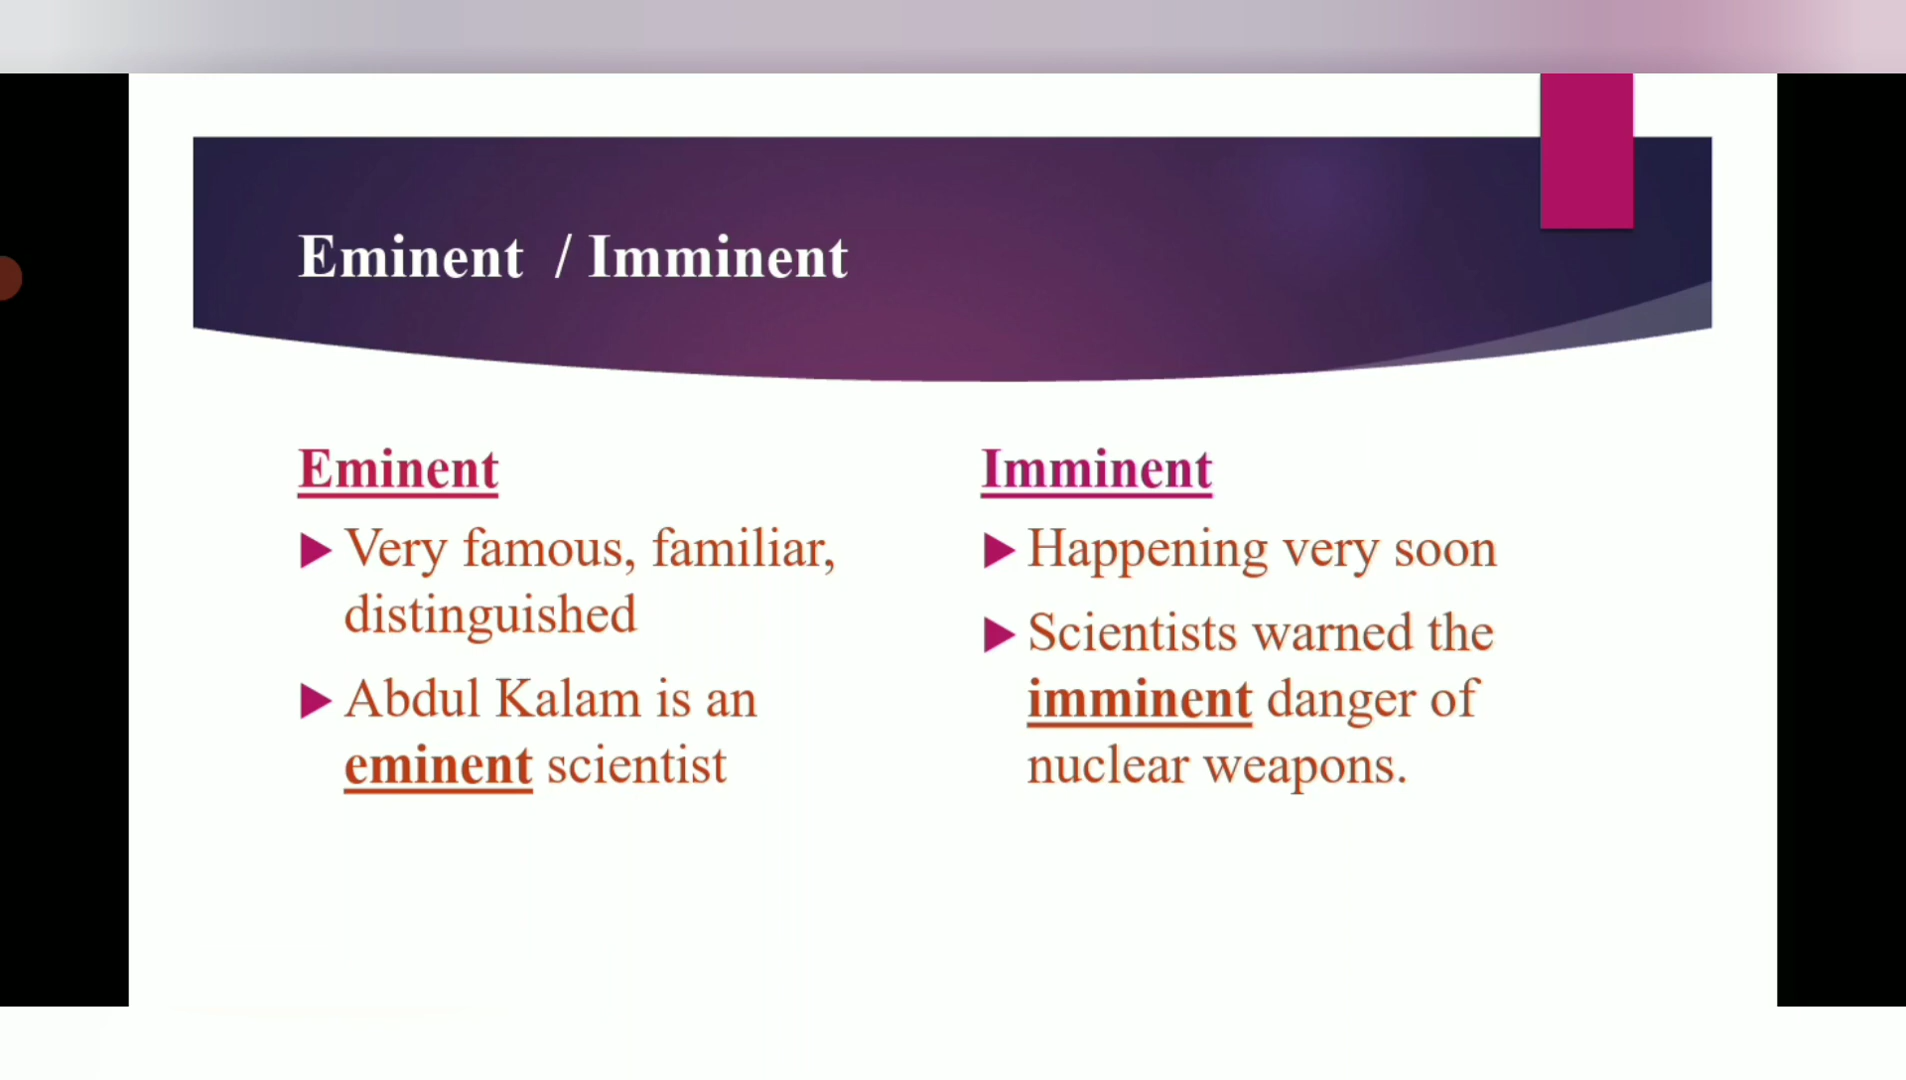 Eminent / Imminent
Eminent
Very famous, familiar,
distinguished
Abdul Kalam is an
eminent scientist
Imminent
Happening very soon
Scientists warned the
imminent danger of
nuclear weapons.